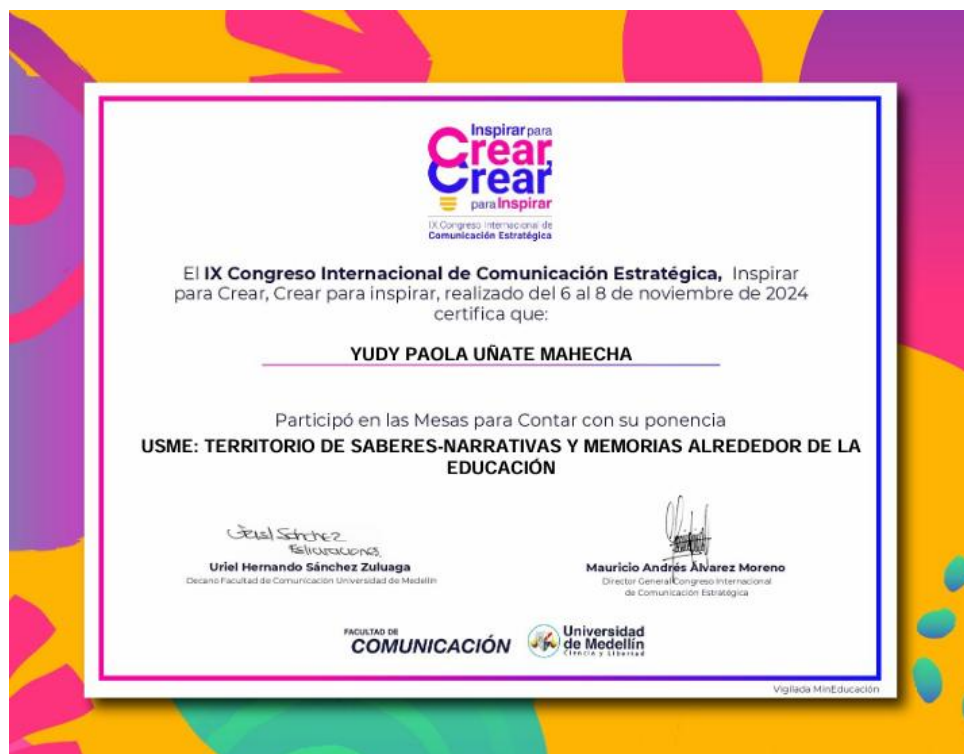 Inspirar para
Crear,
Crear
para Inspirar
IX Congreso Internacional de
Comunicación Estratégica
El IX Congreso Internacional de Comunicación Estratégica, Inspirar
para Crear, Crear para inspirar, realizado del 6 al 8 de noviembre de 2024
certifica que:
YUDY PAOLA UÑATE MAHECHA
Participó en las Mesas para Contar con su ponencia
USME: TERRITORIO DE SABERES-NARRATIVAS Y MEMORIAS ALREDEDOR DE LA
EDUCACIÓN
Uriel Sánchez
Felicitaciones
Uriel Hernando Sánchez Zuluaga
Decano Facultad de Comunicación Universidad de Medellín
Mauricio Andrés Álvarez Moreno
Director General Congreso Internacional
de Comunicación Estratégica
FACULTAD DE
COMUNICACIÓN
Universidad
de Medellín
Ciencia y Libertad
Vigilada MinEducación